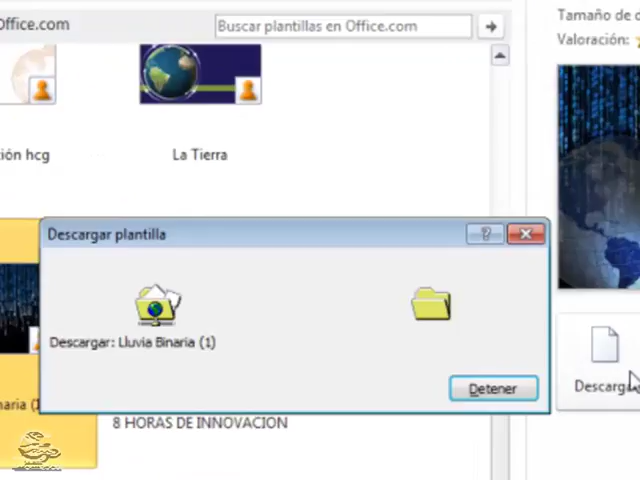 Office.com
Buscar plantillas en Office.com
Tamaño de
Valoración:
ión hcg
La Tierra
Descargar plantilla
Descargar: Lluvia Binaria (1)
Detener
Descarga
naria (1
8 HORAS DE INNOVACION